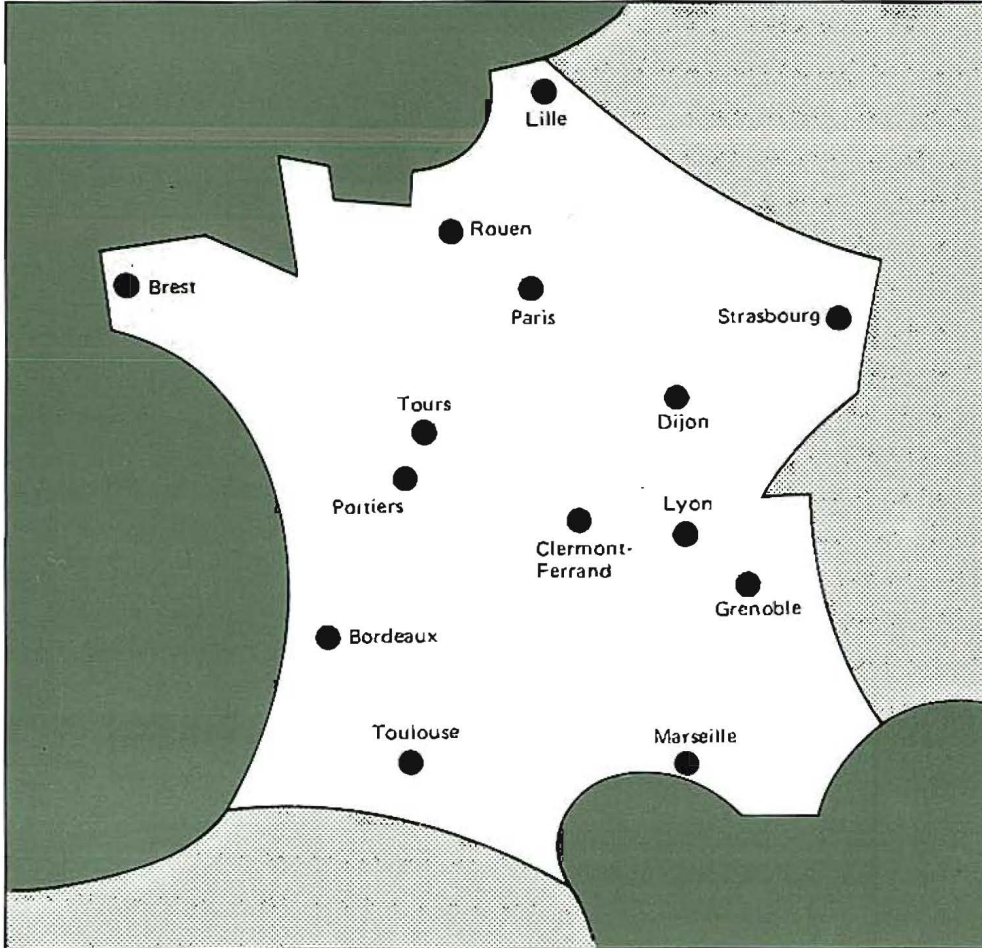 Lille
Rouen
Brest
Paris
Strasbourg
Tours
Dijon
Poitiers
Lyon
Clermont-
Ferrand
Grenoble
Bordeaux
Toulouse
Marseille